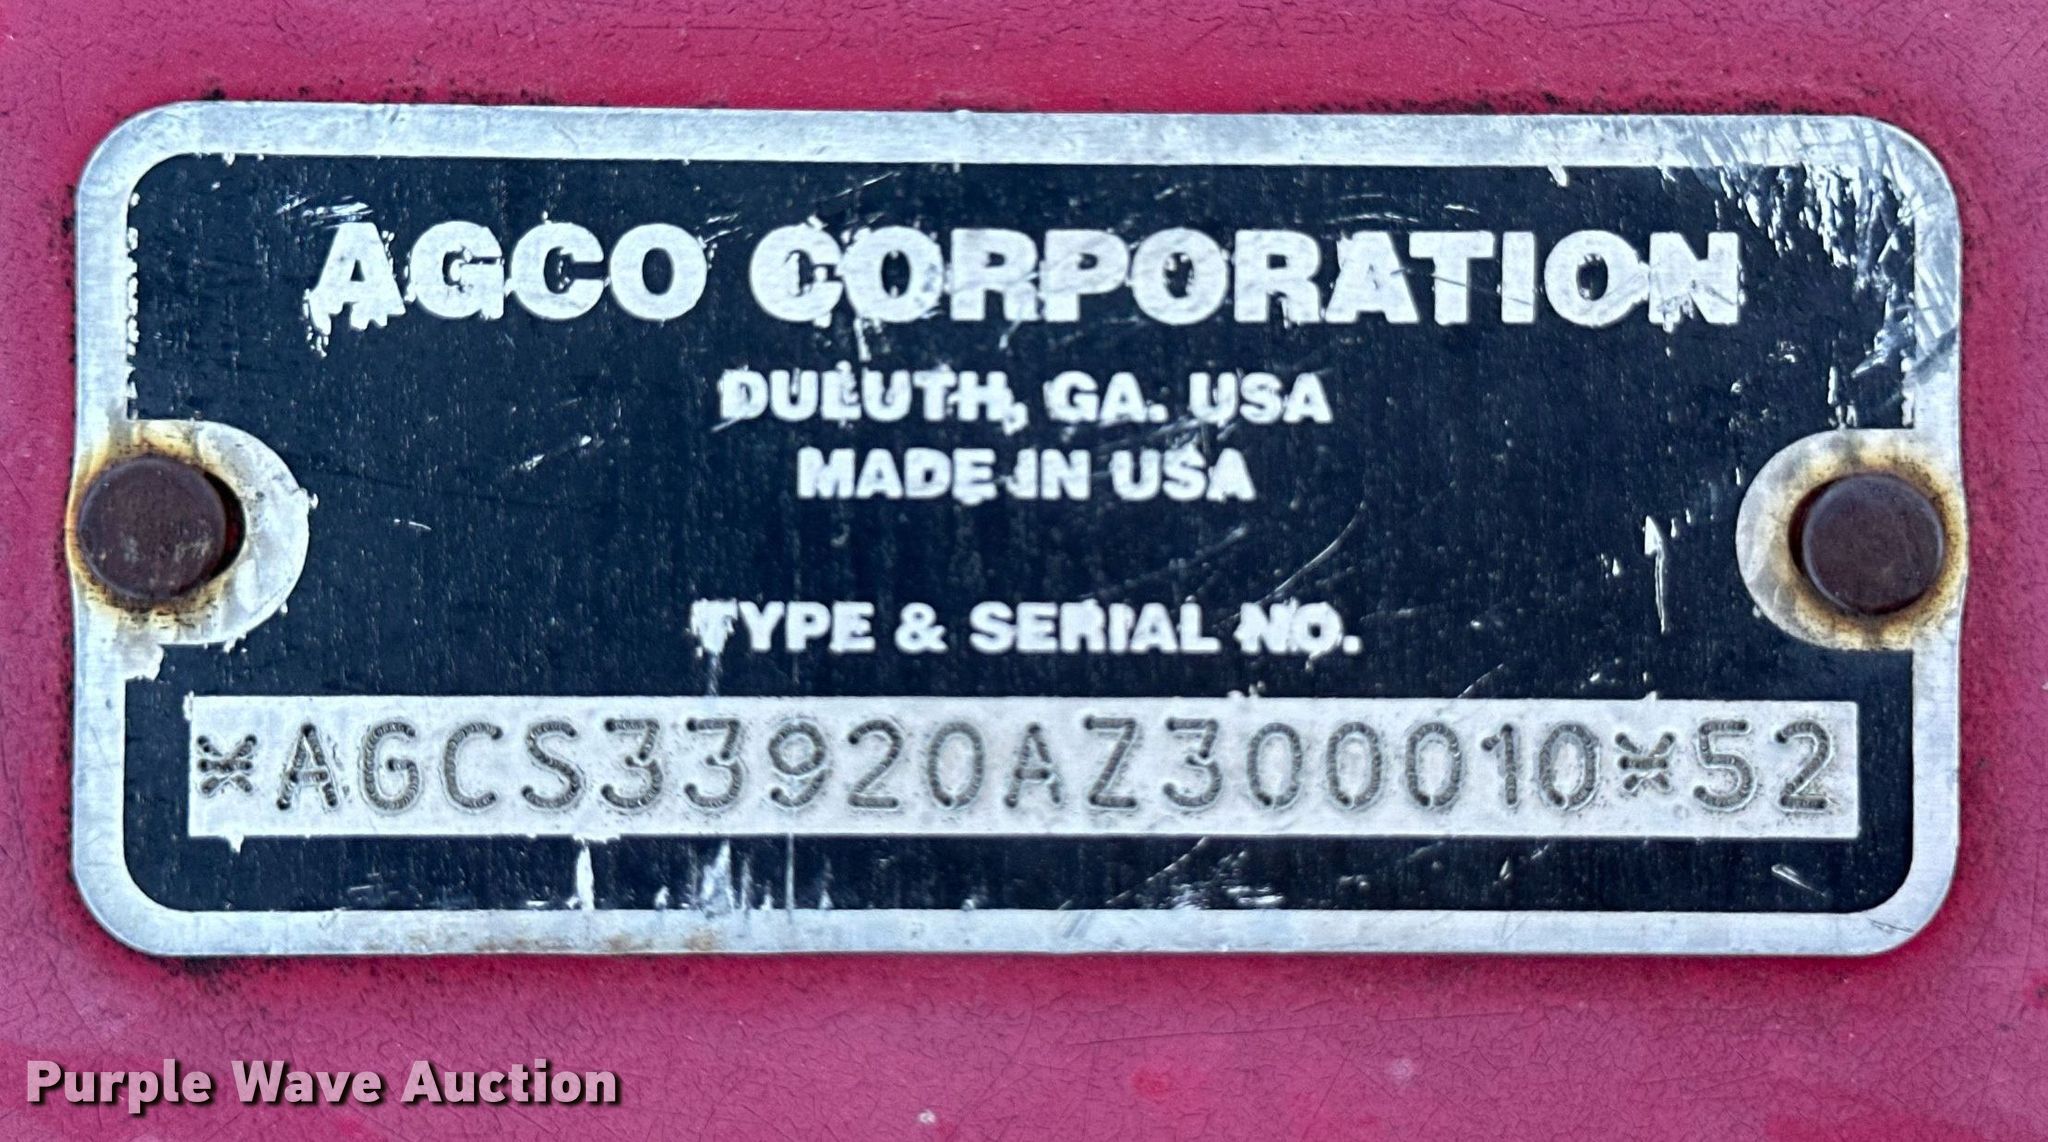 AGCO CORPORATION
DULUTH, GA. USA
MADE IN USA
TYPE & SERIAL NO.
*AGCS33920AZ300010*52
Purple Wave Auction